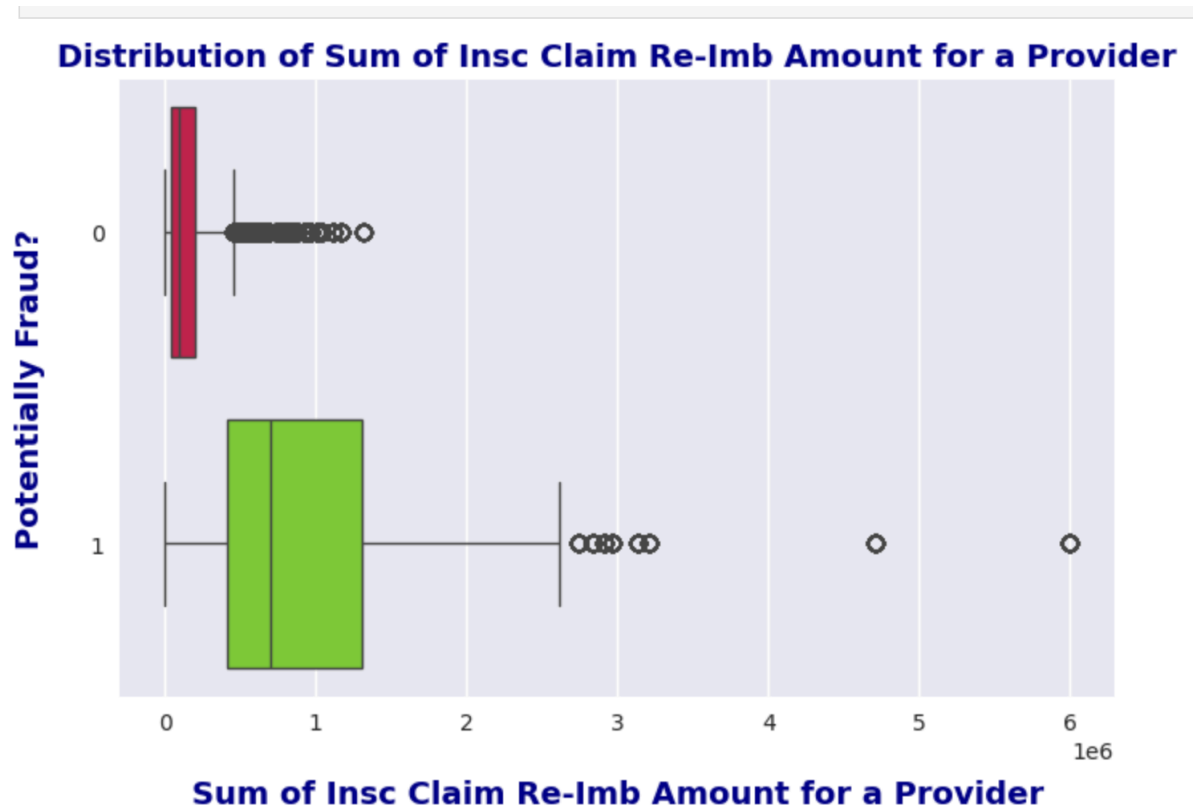 Distribution of Sum of Insc Claim Re-Imb Amount for a Provider
Potentially Fraud?
0
1
0 1 2 3 4 5 6
1e6
Sum of Insc Claim Re-Imb Amount for a Provider